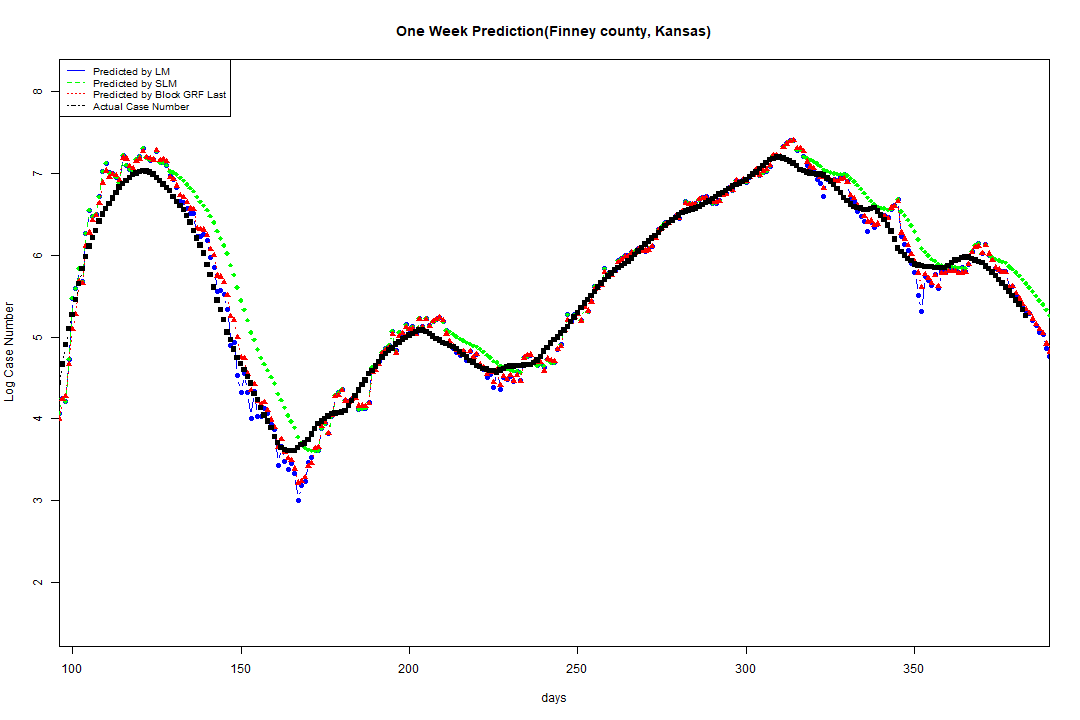 One Week Prediction(Finney county, Kansas)
Predicted by LM
Predicted by SLM
Predicted by Block GRF Last
Actual Case Number
8
7
6
5
4
3
2
Log Case Number
100 150 200 250 300 350
days